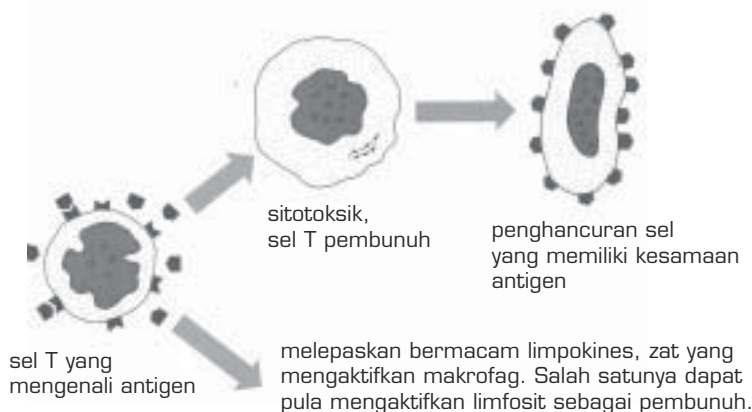 sitotoksik,
sel T pembunuh
penghancuran sel
yang memiliki kesamaan
antigen
sel T yang
mengenali antigen
melepaskan bermacam limpokines, zat yang
mengaktifkan makrofag. Salah satunya dapat
pula mengaktifkan limfosit sebagai pembunuh.